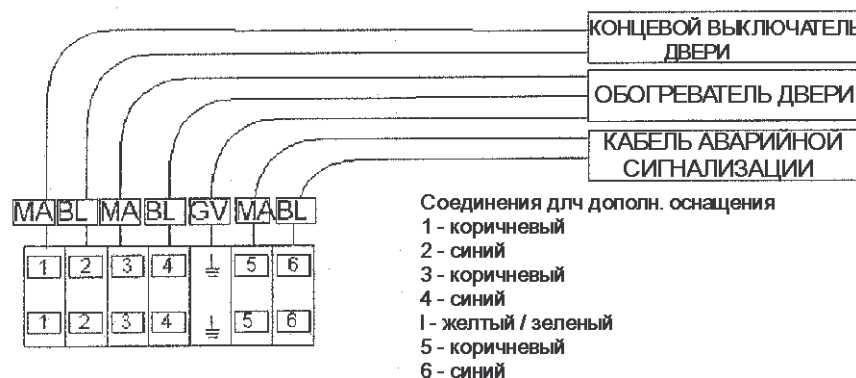 КОНЦЕВОЙ ВЫКЛЮЧАТЕЛЬ
ДВЕРИ
ОБОГРЕВАТЕЛЬ ДВЕРИ
КАБЕЛЬ АВАРИЙНОЙ
СИГНАЛИЗАЦИИ
MA BL MA BL GV MA BL
1 2 3 4 5 6
1 2 3 4 5 6
Соединения длч дополн. оснащения
1 - коричневый
2 - синий
3 - коричневый
4 - синий
I - желтый / зеленый
5 - коричневый
6 - синий